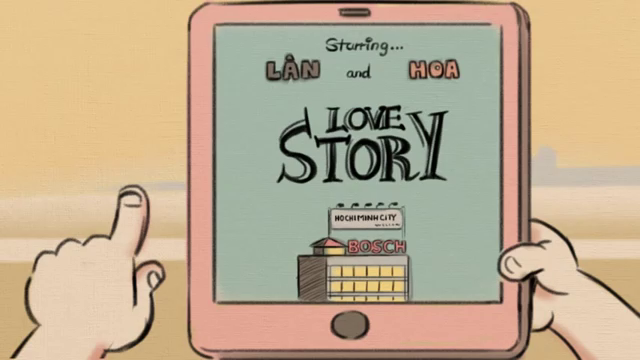 Starring...
LÂN and HOA
LOVE
STORY
HOCHIMINH CITY
BOSCH